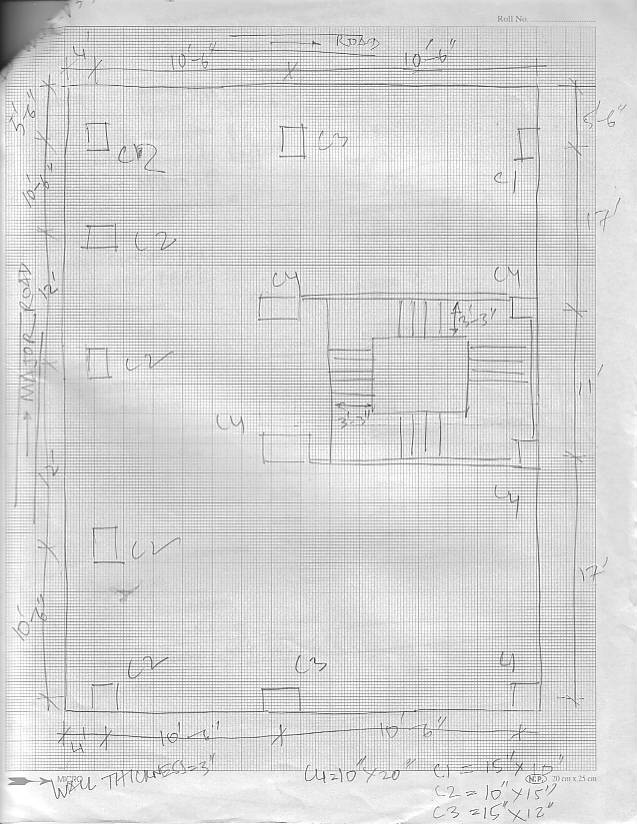 Roll No.
→ ROAD
4' 10'-6" 10'-6"
5'-6"
5'-6"
C2
C3
C1
10'-6"
17'
C2
C4
C4
3'-3"
12'
→ MAJOR ROAD
C2
11'
3'-3"
C4
C4
12'
C2
17'
10'-6"
C2
C3
C1
4' 10'-6" 10'-6"
WALL THICKNESS=3"
C4=10"X20"
C1 = 15"X10"
MICRO
N.C.P. 20 cm x 25 cm
C2 = 10"X15"
C3 = 15"X12"